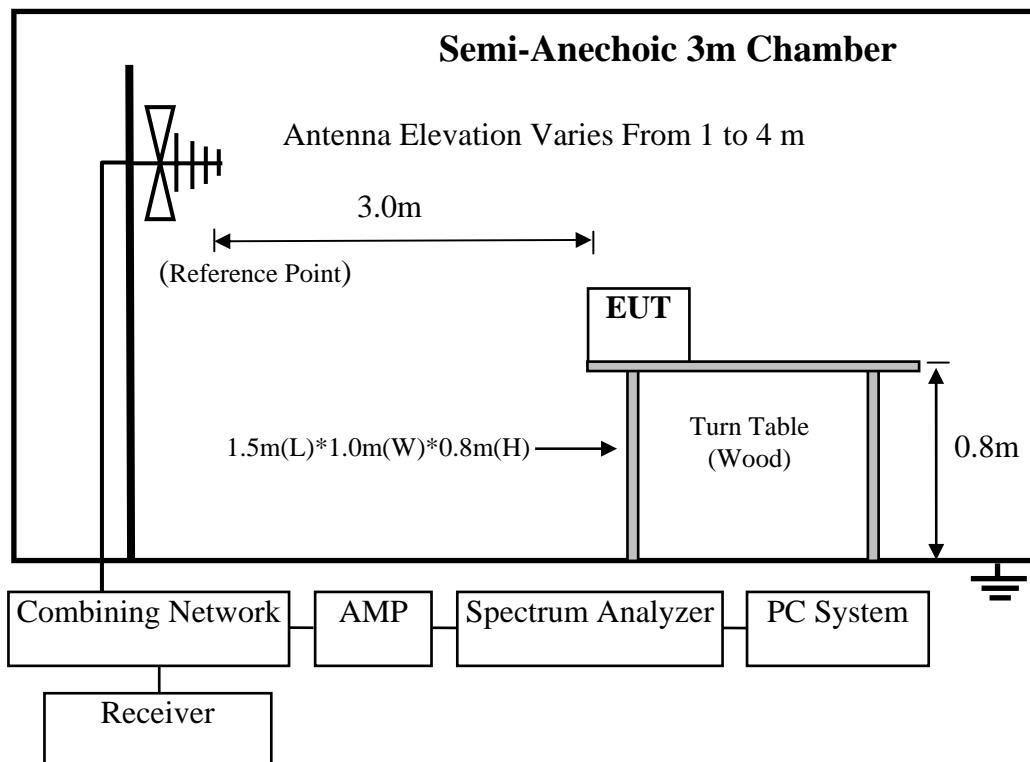 Semi-Anechoic 3m Chamber
Antenna Elevation Varies From 1 to 4 m
3.0m
(Reference Point)
EUT
1.5m(L)*1.0m(W)*0.8m(H)
Turn Table
(Wood)
0.8m
Combining Network
AMP
Spectrum Analyzer
PC System
Receiver